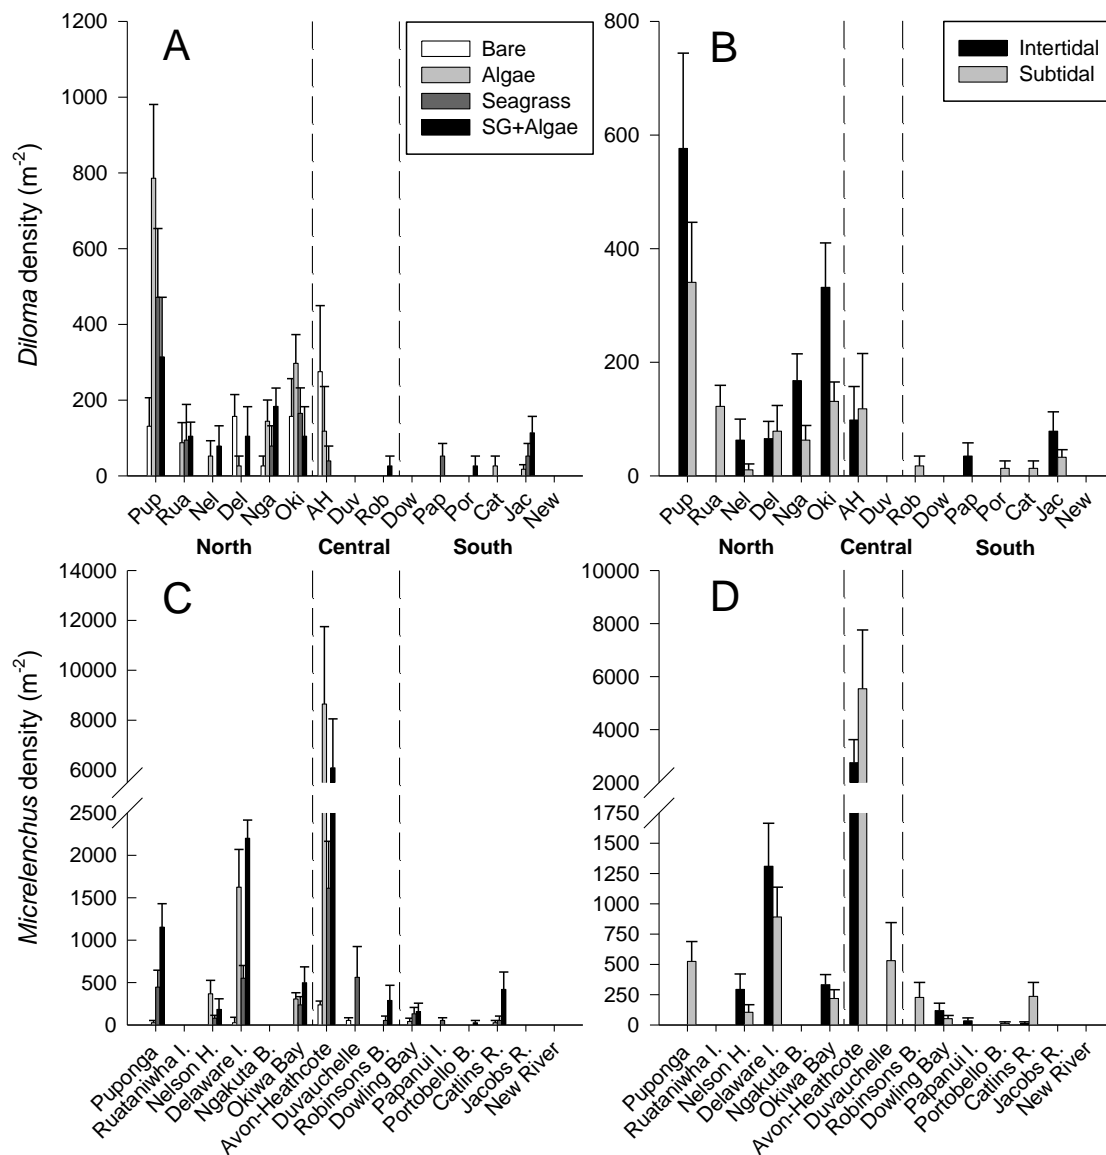 A
Bare
Algae
Seagrass
SG+Algae
Diloma density (m-2)
1200
1000
800
600
400
200
0
Pup Rua Nel Del Nga Oki AH Duv Rob Dow Pap Por Cat Jac New
North Central South
B
Intertidal
Subtidal
800
600
400
200
0
Pup Rua Nel Del Nga Oki AH Duv Rob Dow Pap Por Cat Jac New
North Central South
C
Micrelenchus density (m-2)
14000
12000
10000
8000
6000
2500
2000
1500
1000
500
0
Puponga
Ruataniwha I.
Nelson H.
Delaware I.
Ngakuta B.
Okiwa Bay
Avon-Heathcote
Duvauchelle
Robinsons B.
Dowling Bay
Papanui I.
Portobello B.
Catlins R.
Jacobs R.
New River
D
10000
8000
6000
4000
2000
1750
1500
1250
1000
750
500
250
0
Puponga
Ruataniwha I.
Nelson H.
Delaware I.
Ngakuta B.
Okiwa Bay
Avon-Heathcote
Duvauchelle
Robinsons B.
Dowling Bay
Papanui I.
Portobello B.
Catlins R.
Jacobs R.
New River